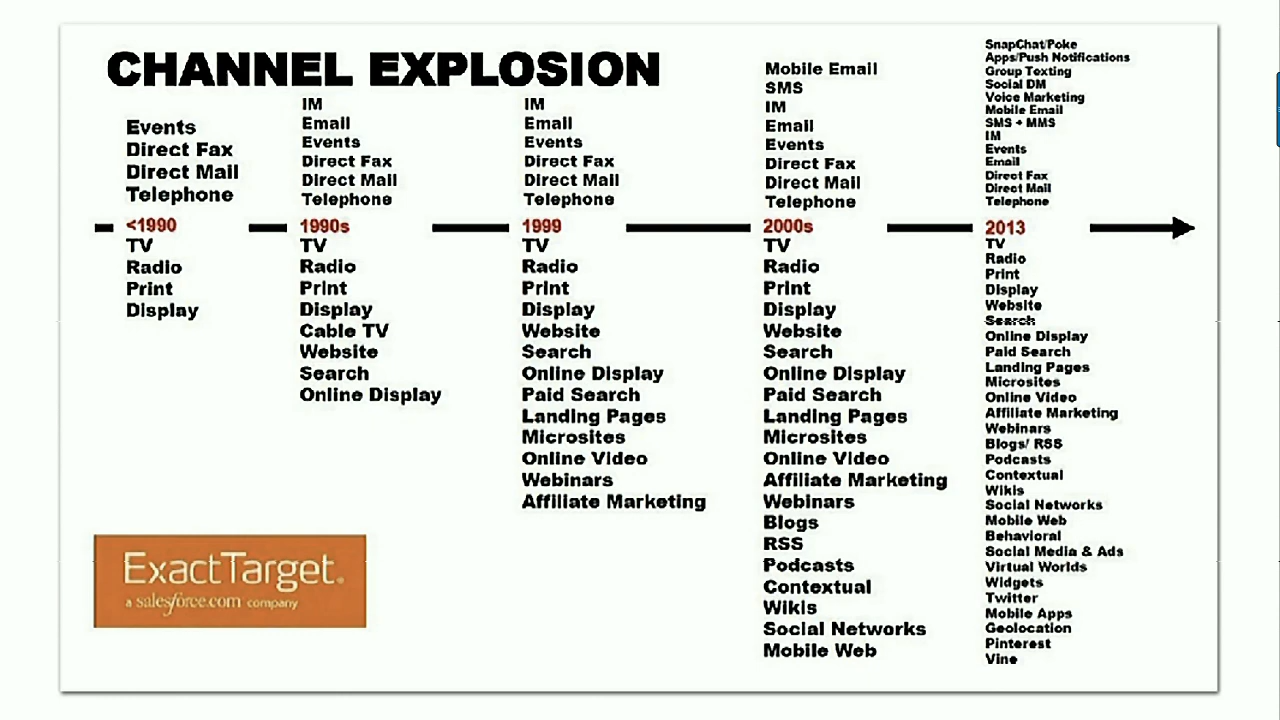 CHANNEL EXPLOSION
Events
Direct Fax
Direct Mail
Telephone
<1990
TV
Radio
Print
Display
IM
Email
Events
Direct Fax
Direct Mail
Telephone
1990s
TV
Radio
Print
Display
Cable TV
Website
Search
Online Display
IM
Email
Events
Direct Fax
Direct Mail
Telephone
1999
TV
Radio
Print
Display
Website
Search
Online Display
Paid Search
Landing Pages
Microsites
Online Video
Webinars
Affiliate Marketing
Mobile Email
SMS
IM
Email
Events
Direct Fax
Direct Mail
Telephone
2000s
TV
Radio
Print
Display
Website
Search
Online Display
Paid Search
Landing Pages
Microsites
Online Video
Affiliate Marketing
Webinars
Blogs
RSS
Podcasts
Contextual
Wikis
Social Networks
Mobile Web
SnapChat/Poke
Apps/Push Notifications
Group Texting
Social DM
Voice Marketing
Mobile Email
SMS + MMS
IM
Events
Email
Direct Fax
Direct Mail
Telephone
2013
TV
Radio
Print
Display
Website
Search
Online Display
Paid Search
Landing Pages
Microsites
Online Video
Affiliate Marketing
Webinars
Blogs/ RSS
Podcasts
Contextual
Wikis
Social Networks
Mobile Web
Behavioral
Social Media & Ads
Virtual Worlds
Widgets
Twitter
Mobile Apps
Geolocation
Pinterest
Vine
ExactTarget.
a salesforce.com company